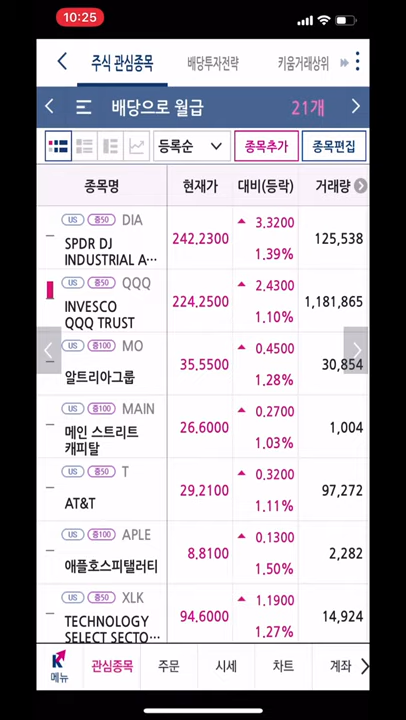 10:25
주식 관심종목 배당투자전략 키움거래상위
배당으로 월급 21개
등록순 종목추가 종목편집
종목명 현재가 대비(등락) 거래량
US 증50 DIA
SPDR DJ
INDUSTRIAL A… 242.2300 3.3200 1.39% 125,538
US 증50 QQQ
INVESCO
QQQ TRUST 224.2500 2.4300 1.10% 1,181,865
US 증100 MO
알트리아그룹 35.5500 0.4500 1.28% 30,854
US 증100 MAIN
메인 스트리트
캐피탈 26.6000 0.2700 1.03% 1,004
US 증50 T
AT&T 29.2100 0.3200 1.11% 97,272
US 증100 APLE
애플호스피탤러티 8.8100 0.1300 1.50% 2,282
US 증50 XLK
TECHNOLOGY
SELECT SECTO… 94.6000 1.1900 1.27% 14,924
메뉴 관심종목 주문 시세 차트 계좌